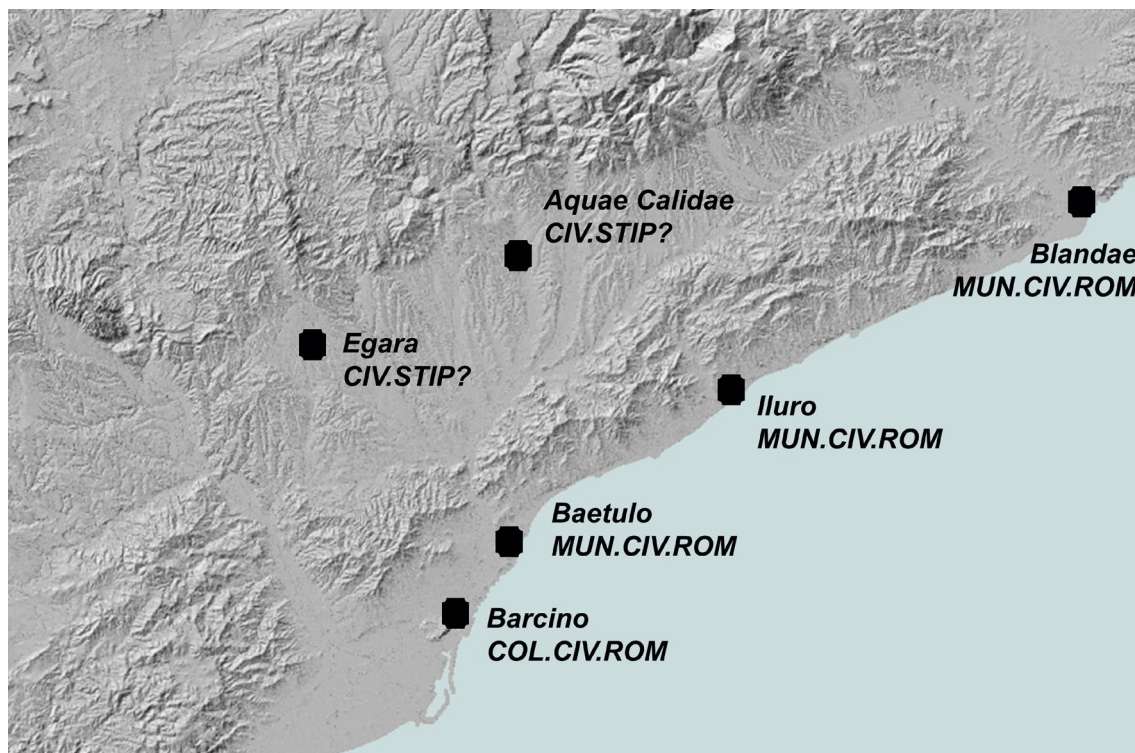 Aquae Calidae
CIV.STIP?
Blandae
MUN.CIV.ROM
Egara
CIV.STIP?
Iluro
MUN.CIV.ROM
Baetulo
MUN.CIV.ROM
Barcino
COL.CIV.ROM